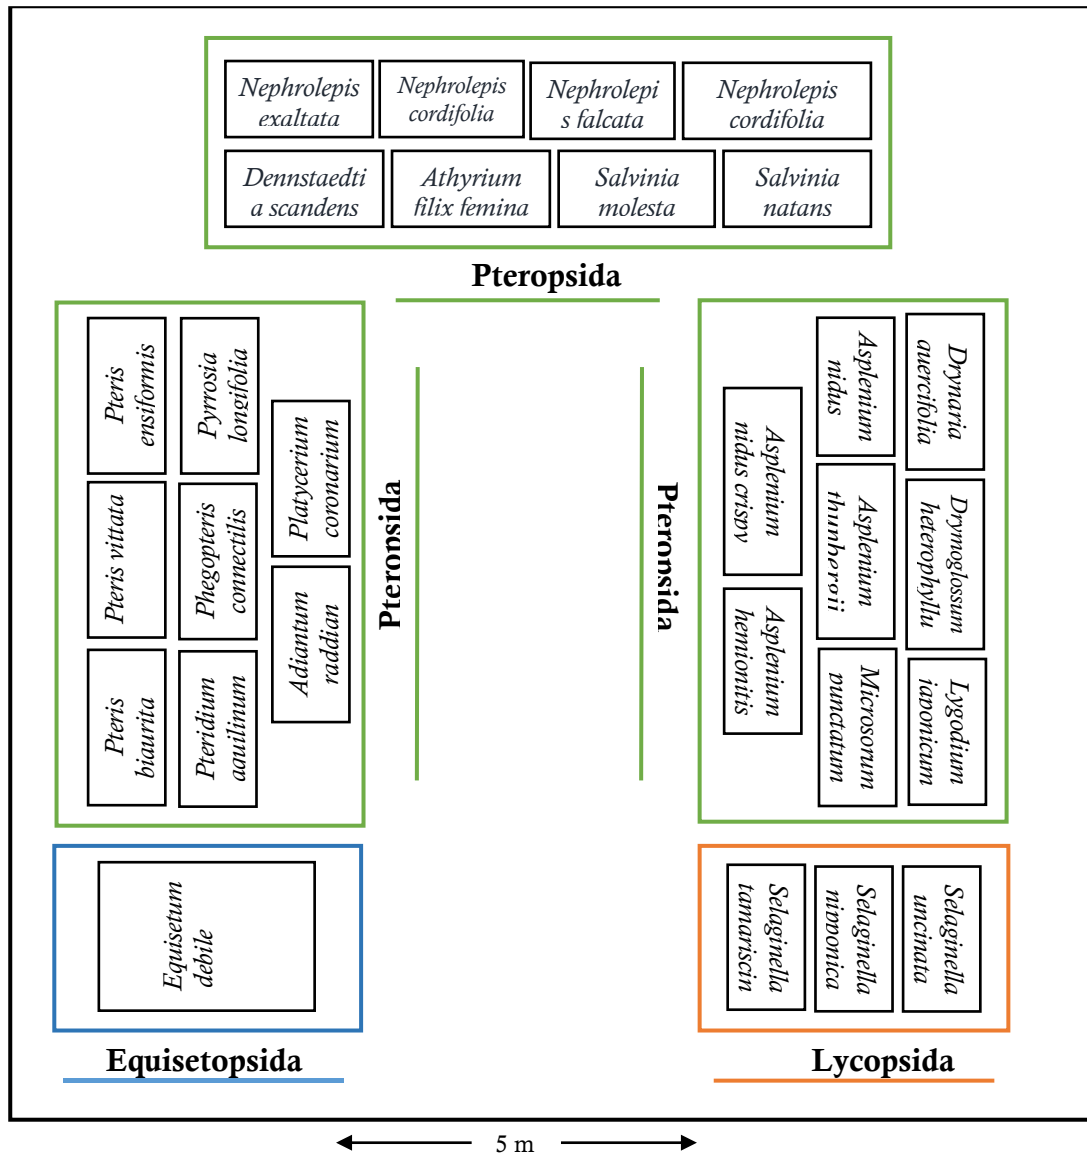 Nephrolepis
exaltata
Nephrolepis
cordifolia
Nephrolepi
s falcata
Nephrolepis
cordifolia
Dennstaedti
a scandens
Athyrium
filix femina
Salvinia
molesta
Salvinia
natans
Pteropsida
Pteris
ensiformis
Pyrrosia
longifolia
Platycerium
coronarium
Pteris vittata
Phegopteris
connectilis
Adiantum
raddian
Pteris
biaurita
Pteridium
aquilinum
Pteropsida
Pteropsida
Asplenium
nidus crispy
Asplenium
nidus
Drynaria
quercifolia
Asplenium
hemionitis
Asplenium
thunbergii
Drymoglossum
heterophyllu
Microsorum
punctatum
Lygodium
japonicum
Equisetum
debile
Selaginella
tamariscin
Selaginella
nipponica
Selaginella
uncinata
Equisetopsida
Lycopsida
5 m